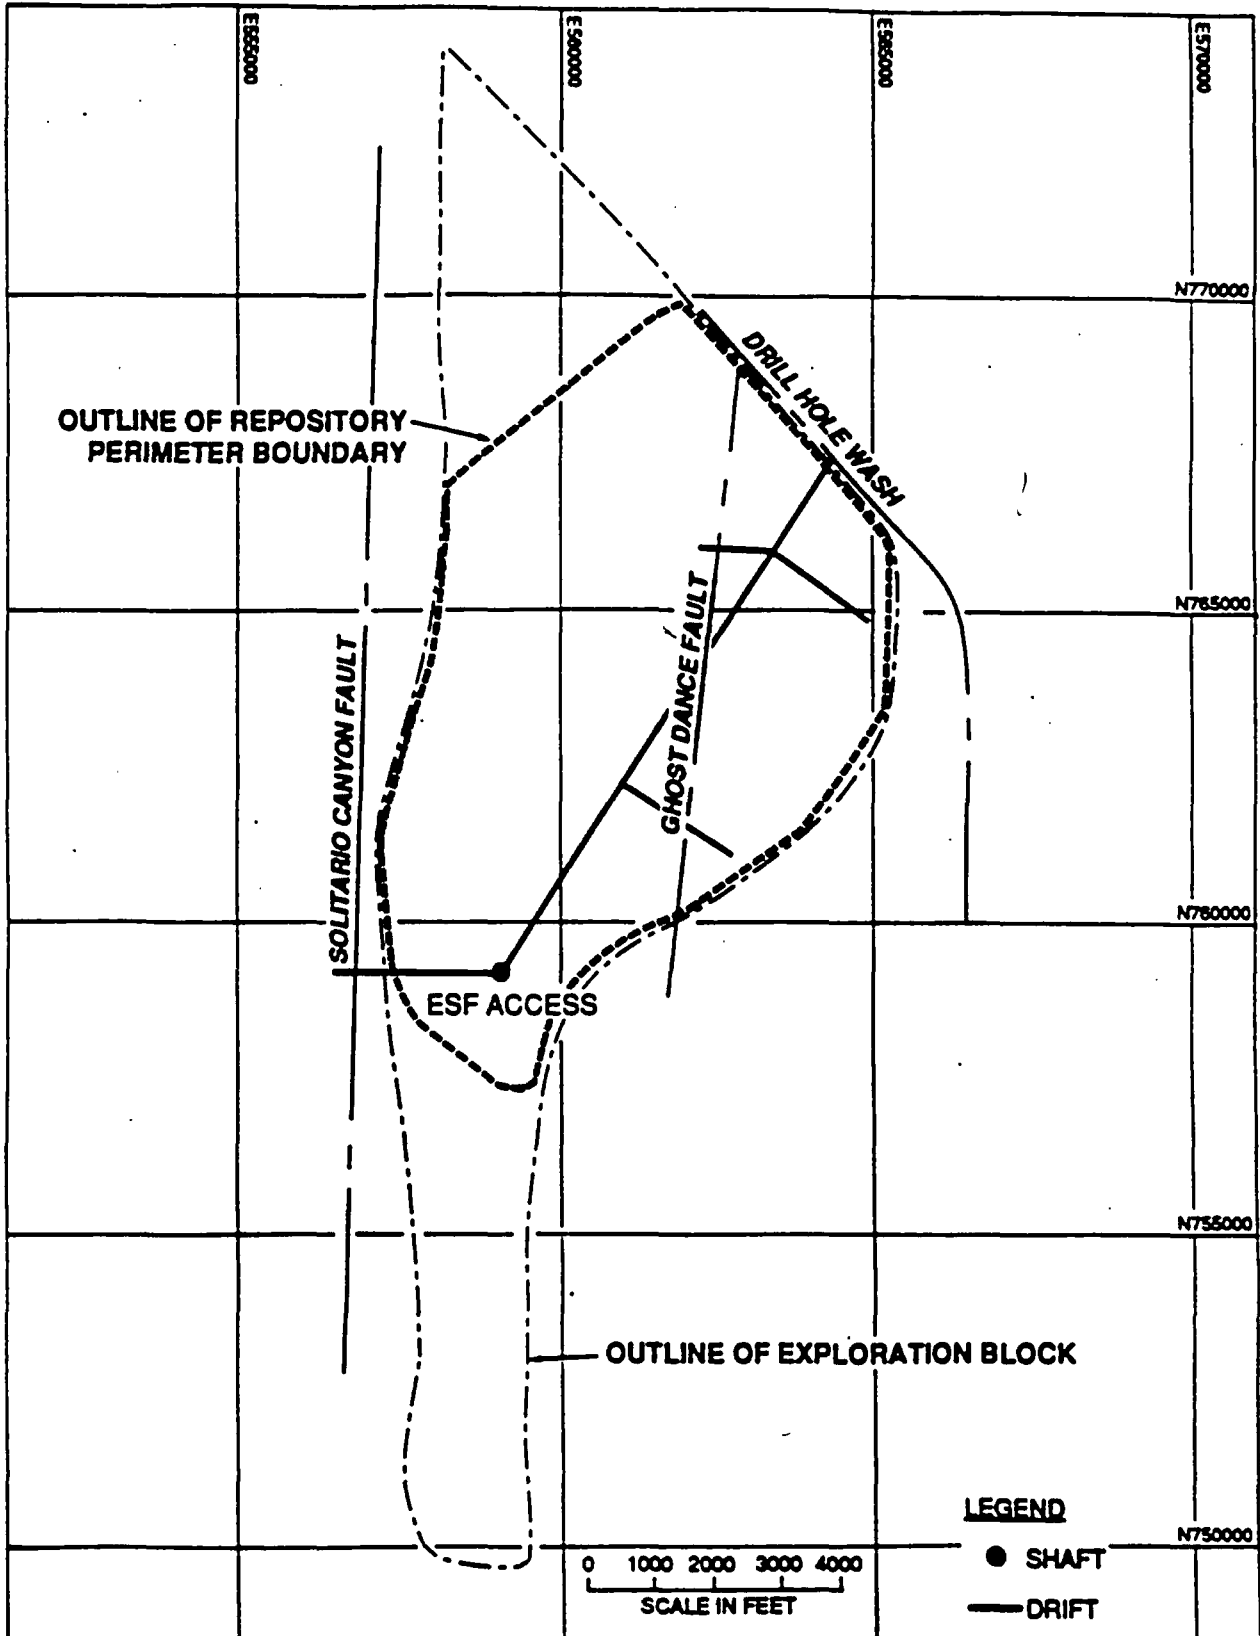 E555000
E560000
E565000
E570000
N770000
DRILL HOLE WASH
OUTLINE OF REPOSITORY
PERIMETER BOUNDARY
N765000
SOLITARIO CANYON FAULT
GHOST DANCE FAULT
N760000
ESF ACCESS
N755000
OUTLINE OF EXPLORATION BLOCK
LEGEND
N750000
SHAFT
0 1000 2000 3000 4000
SCALE IN FEET
DRIFT